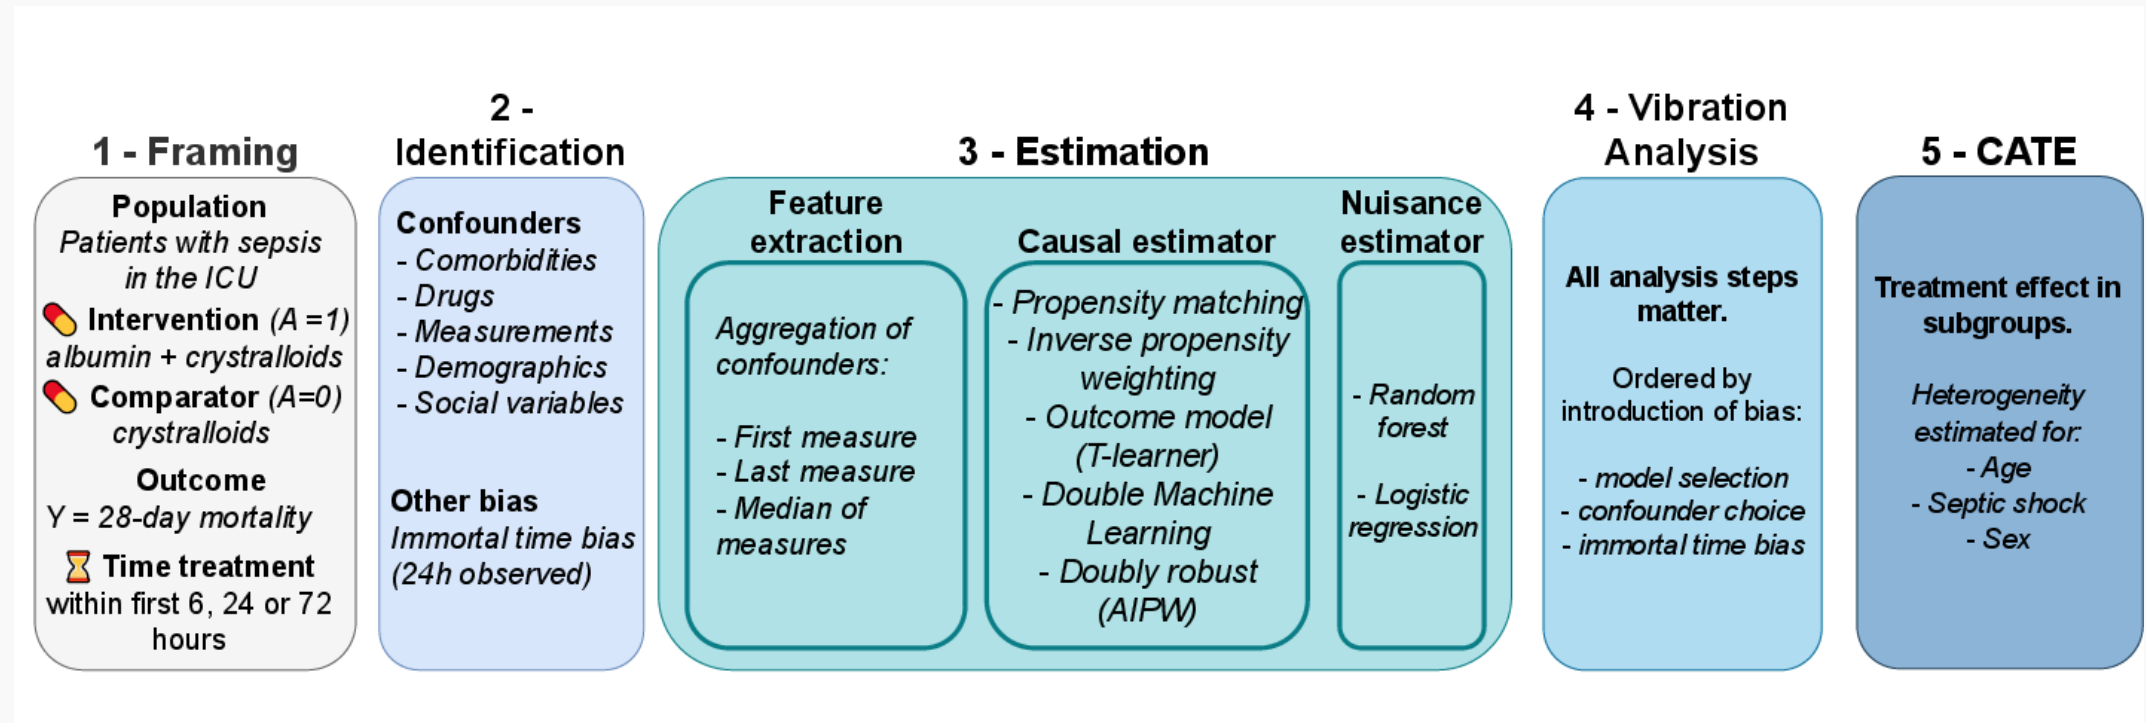 1 - Framing
Population
Patients with sepsis
in the ICU
Intervention (A =1)
albumin + crystralloids
Comparator (A=0)
crystralloids
Outcome
Y = 28-day mortality
Time treatment
within first 6, 24 or 72
hours
2 -
Identification
Confounders
- Comorbidities
- Drugs
- Measurements
- Demographics
- Social variables
Other bias
Immortal time bias
(24h observed)
3 - Estimation
Feature
extraction
Aggregation of
confounders:
- First measure
- Last measure
- Median of
measures
Causal estimator
- Propensity matching
- Inverse propensity
weighting
- Outcome model
(T-learner)
- Double Machine
Learning
- Doubly robust
(AIPW)
Nuisance
estimator
- Random
forest
- Logistic
regression
4 - Vibration
Analysis
All analysis steps
matter.
Ordered by
introduction of bias:
- model selection
- confounder choice
- immortal time bias
5 - CATE
Treatment effect in
subgroups.
Heterogeneity
estimated for:
- Age
- Septic shock
- Sex